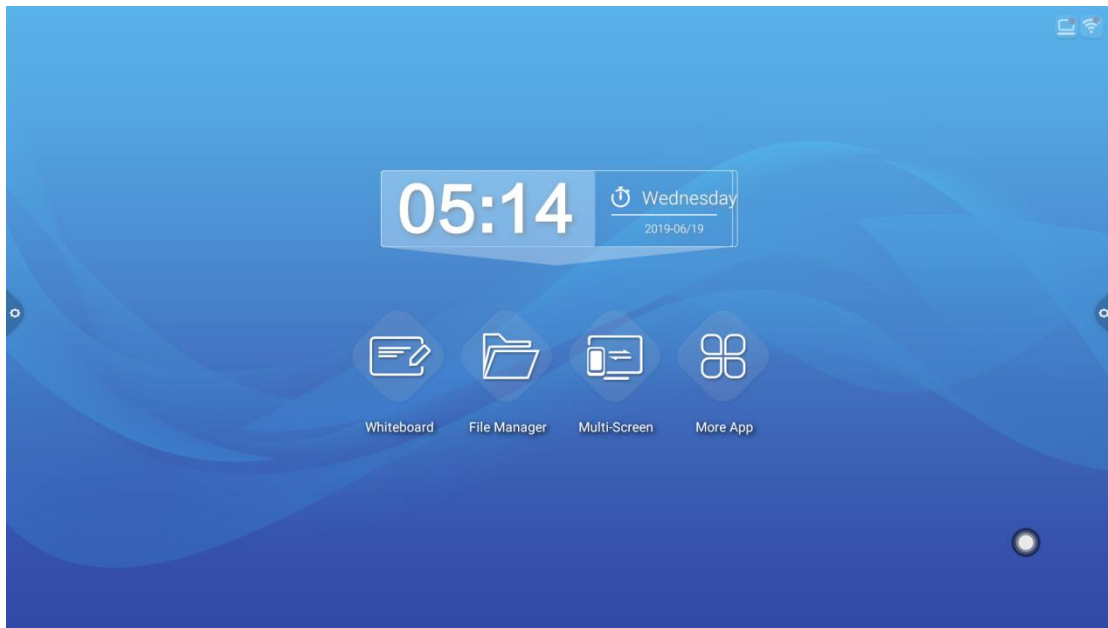 05:14
Wednesday
2019-06/19
Whiteboard
File Manager
Multi-Screen
More App